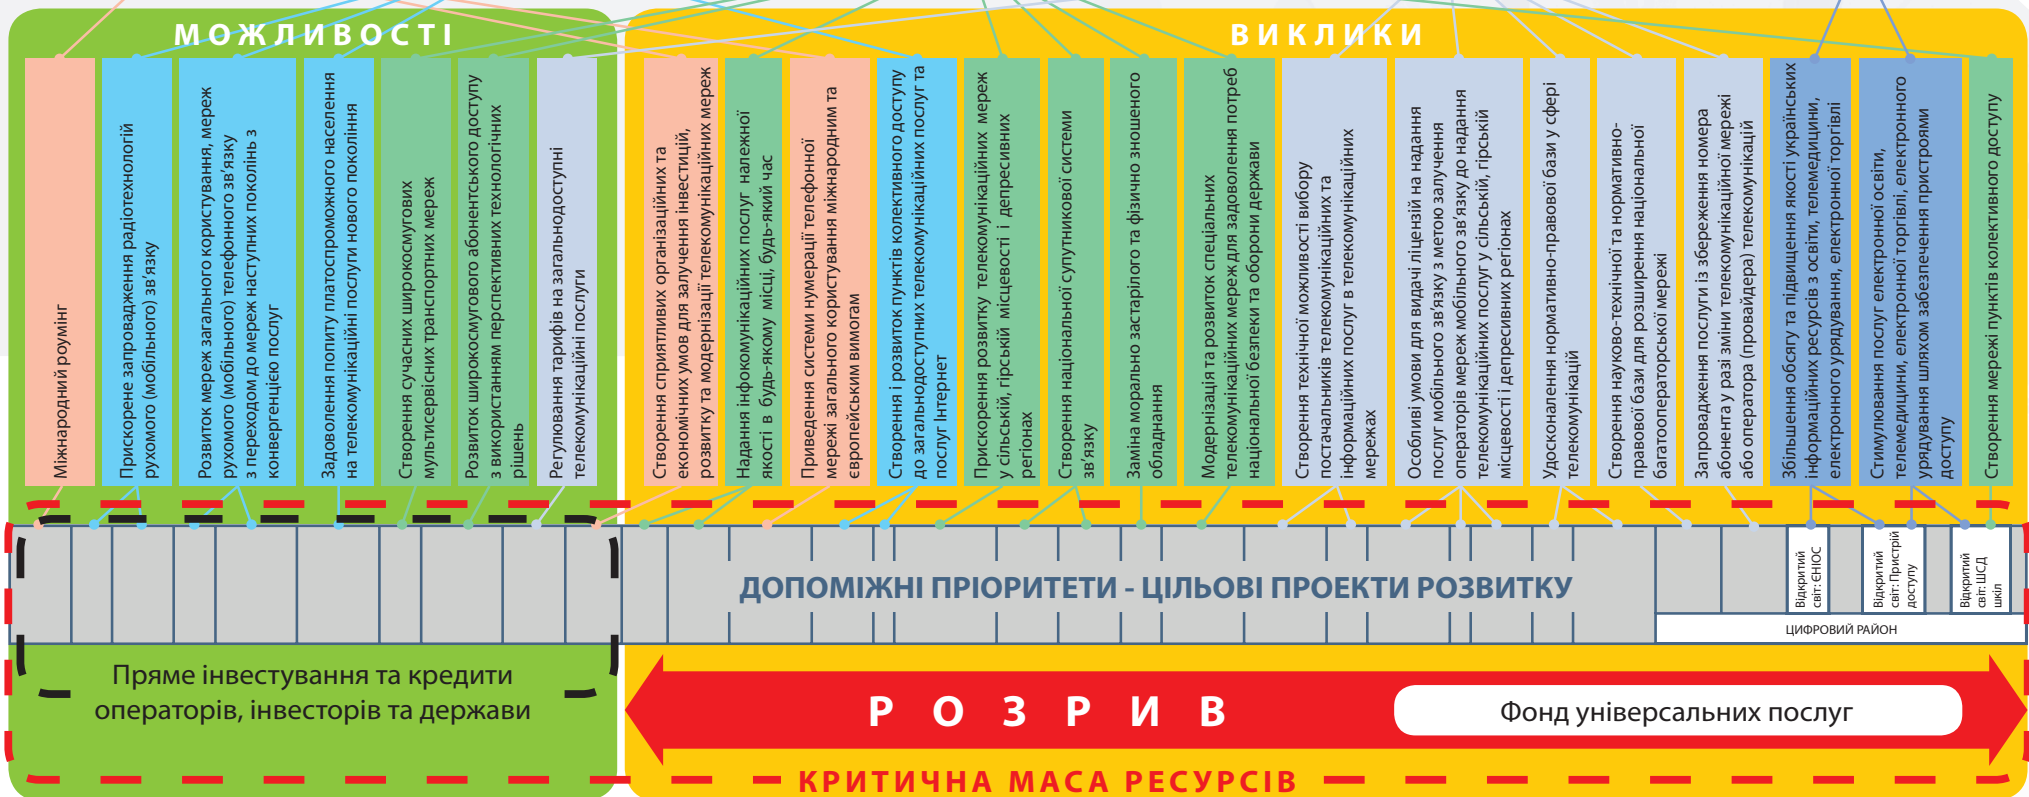 МОЖЛИВОСТІ
ВИКЛИКИ
Міжнародний роумінг
Прискорене запровадження радіотехнологій
рухомого (мобільного) зв'язку
Розвиток мереж загального користування, мереж
рухомого (мобільного) телефонного зв'язку
з переходом до мереж наступних поколінь з
конвергенцією послуг
Задоволення попиту платоспроможного населення
на телекомунікаційні послуги нового покоління
Створення сучасних широкосмугових
мультисервісних транспортних мереж
Розвиток широкосмугового абонентського доступу
з використанням перспективних технологічних
рішень
Регулювання тарифів на загальнодоступні
телекомунікаційні послуги
Створення сприятливих організаційних та
економічних умов для залучення інвестицій,
розвитку та модернізації телекомунікаційних мереж
Надання інфокомунікаційних послуг належної
якості в будь-якому місці, будь-який час
Приведення системи нумерації телефонної
мережі загального користування міжнародним та
європейським вимогам
Створення і розвиток пунктів колективного доступу
до загальнодоступних телекомунікаційних послуг та
послуг Інтернет
Прискорення розвитку телекомунікаційних мереж
у сільській, гірській місцевості і депресивних
регіонах
Створення національної супутникової системи
зв'язку
Заміна морально застарілого та фізично зношеного
обладнання
Модернізація та розвиток спеціальних
телекомунікаційних мереж для задоволення потреб
національної безпеки та оборони держави
Створення технічної можливості вибору
постачальників телекомунікаційних та
інформаційних послуг в телекомунікаційних
мережах
Особливі умови для видачі ліцензій на надання
послуг мобільного зв'язку з метою залучення
операторів мереж мобільного зв'язку до надання
телекомунікаційних послуг у сільській, гірській
місцевості і депресивних регіонах
Удосконалення нормативно-правової бази у сфері
телекомунікацій
Створення науково-технічної та нормативно-
правової бази для розширення національної
багатооператорської мережі
Запровадження послуги із збереження номера
абонента у разі зміни телекомунікаційної мережі
або оператора (провайдера) телекомунікацій
Збільшення обсягу та підвищення якості українських
інформаційних ресурсів з освіти, телемедицини,
електронного урядування, електронної торгівлі
Стимулювання послуг електронної освіти,
телемедицини, електронної торгівлі, електронного
урядування шляхом забезпечення пристроями
доступу
Створення мережі пунктів колективного доступу
ДОПОМІЖНІ ПРІОРИТЕТИ - ЦІЛЬОВІ ПРОЕКТИ РОЗВИТКУ
Відкритий
світ: ЄНІОС
Відкритий
світ: Пристрій
доступу
Відкритий
світ: ШСД
шкіл
ЦИФРОВИЙ РАЙОН
Пряме інвестування та кредити
операторів, інвесторів та держави
РОЗРИВ
Фонд універсальних послуг
КРИТИЧНА МАСА РЕСУРСІВ